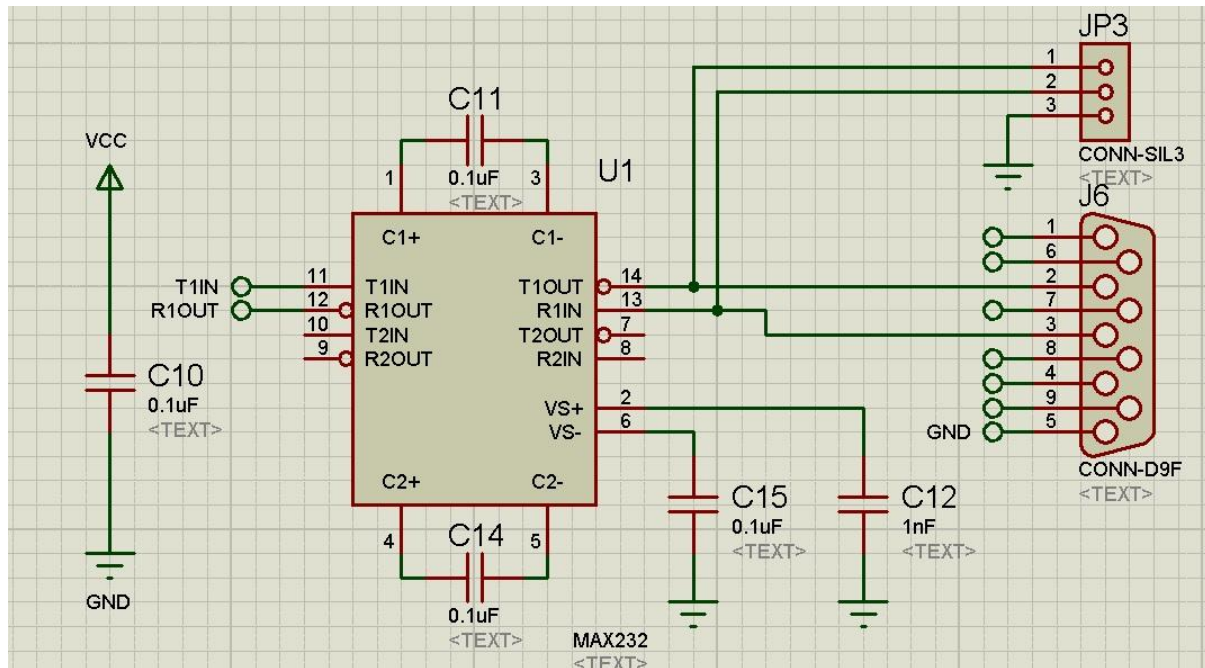 JP3
1
2
3
CONN-SIL3
<TEXT>
C11
0.1uF
<TEXT>
1
3
U1
VCC
J6
1
6
2
7
3
8
4
9
5
GND
CONN-D9F
<TEXT>
C1+
C1-
T1IN
R1OUT
11
12
10
9
T1IN
R1OUT
T2IN
R2OUT
T1OUT
R1IN
T2OUT
R2IN
14
13
7
8
VS+
VS-
2
6
C2+
C2-
C10
0.1uF
<TEXT>
GND
4
5
C14
0.1uF
<TEXT>
C15
0.1uF
<TEXT>
C12
1nF
<TEXT>
MAX232
<TEXT>